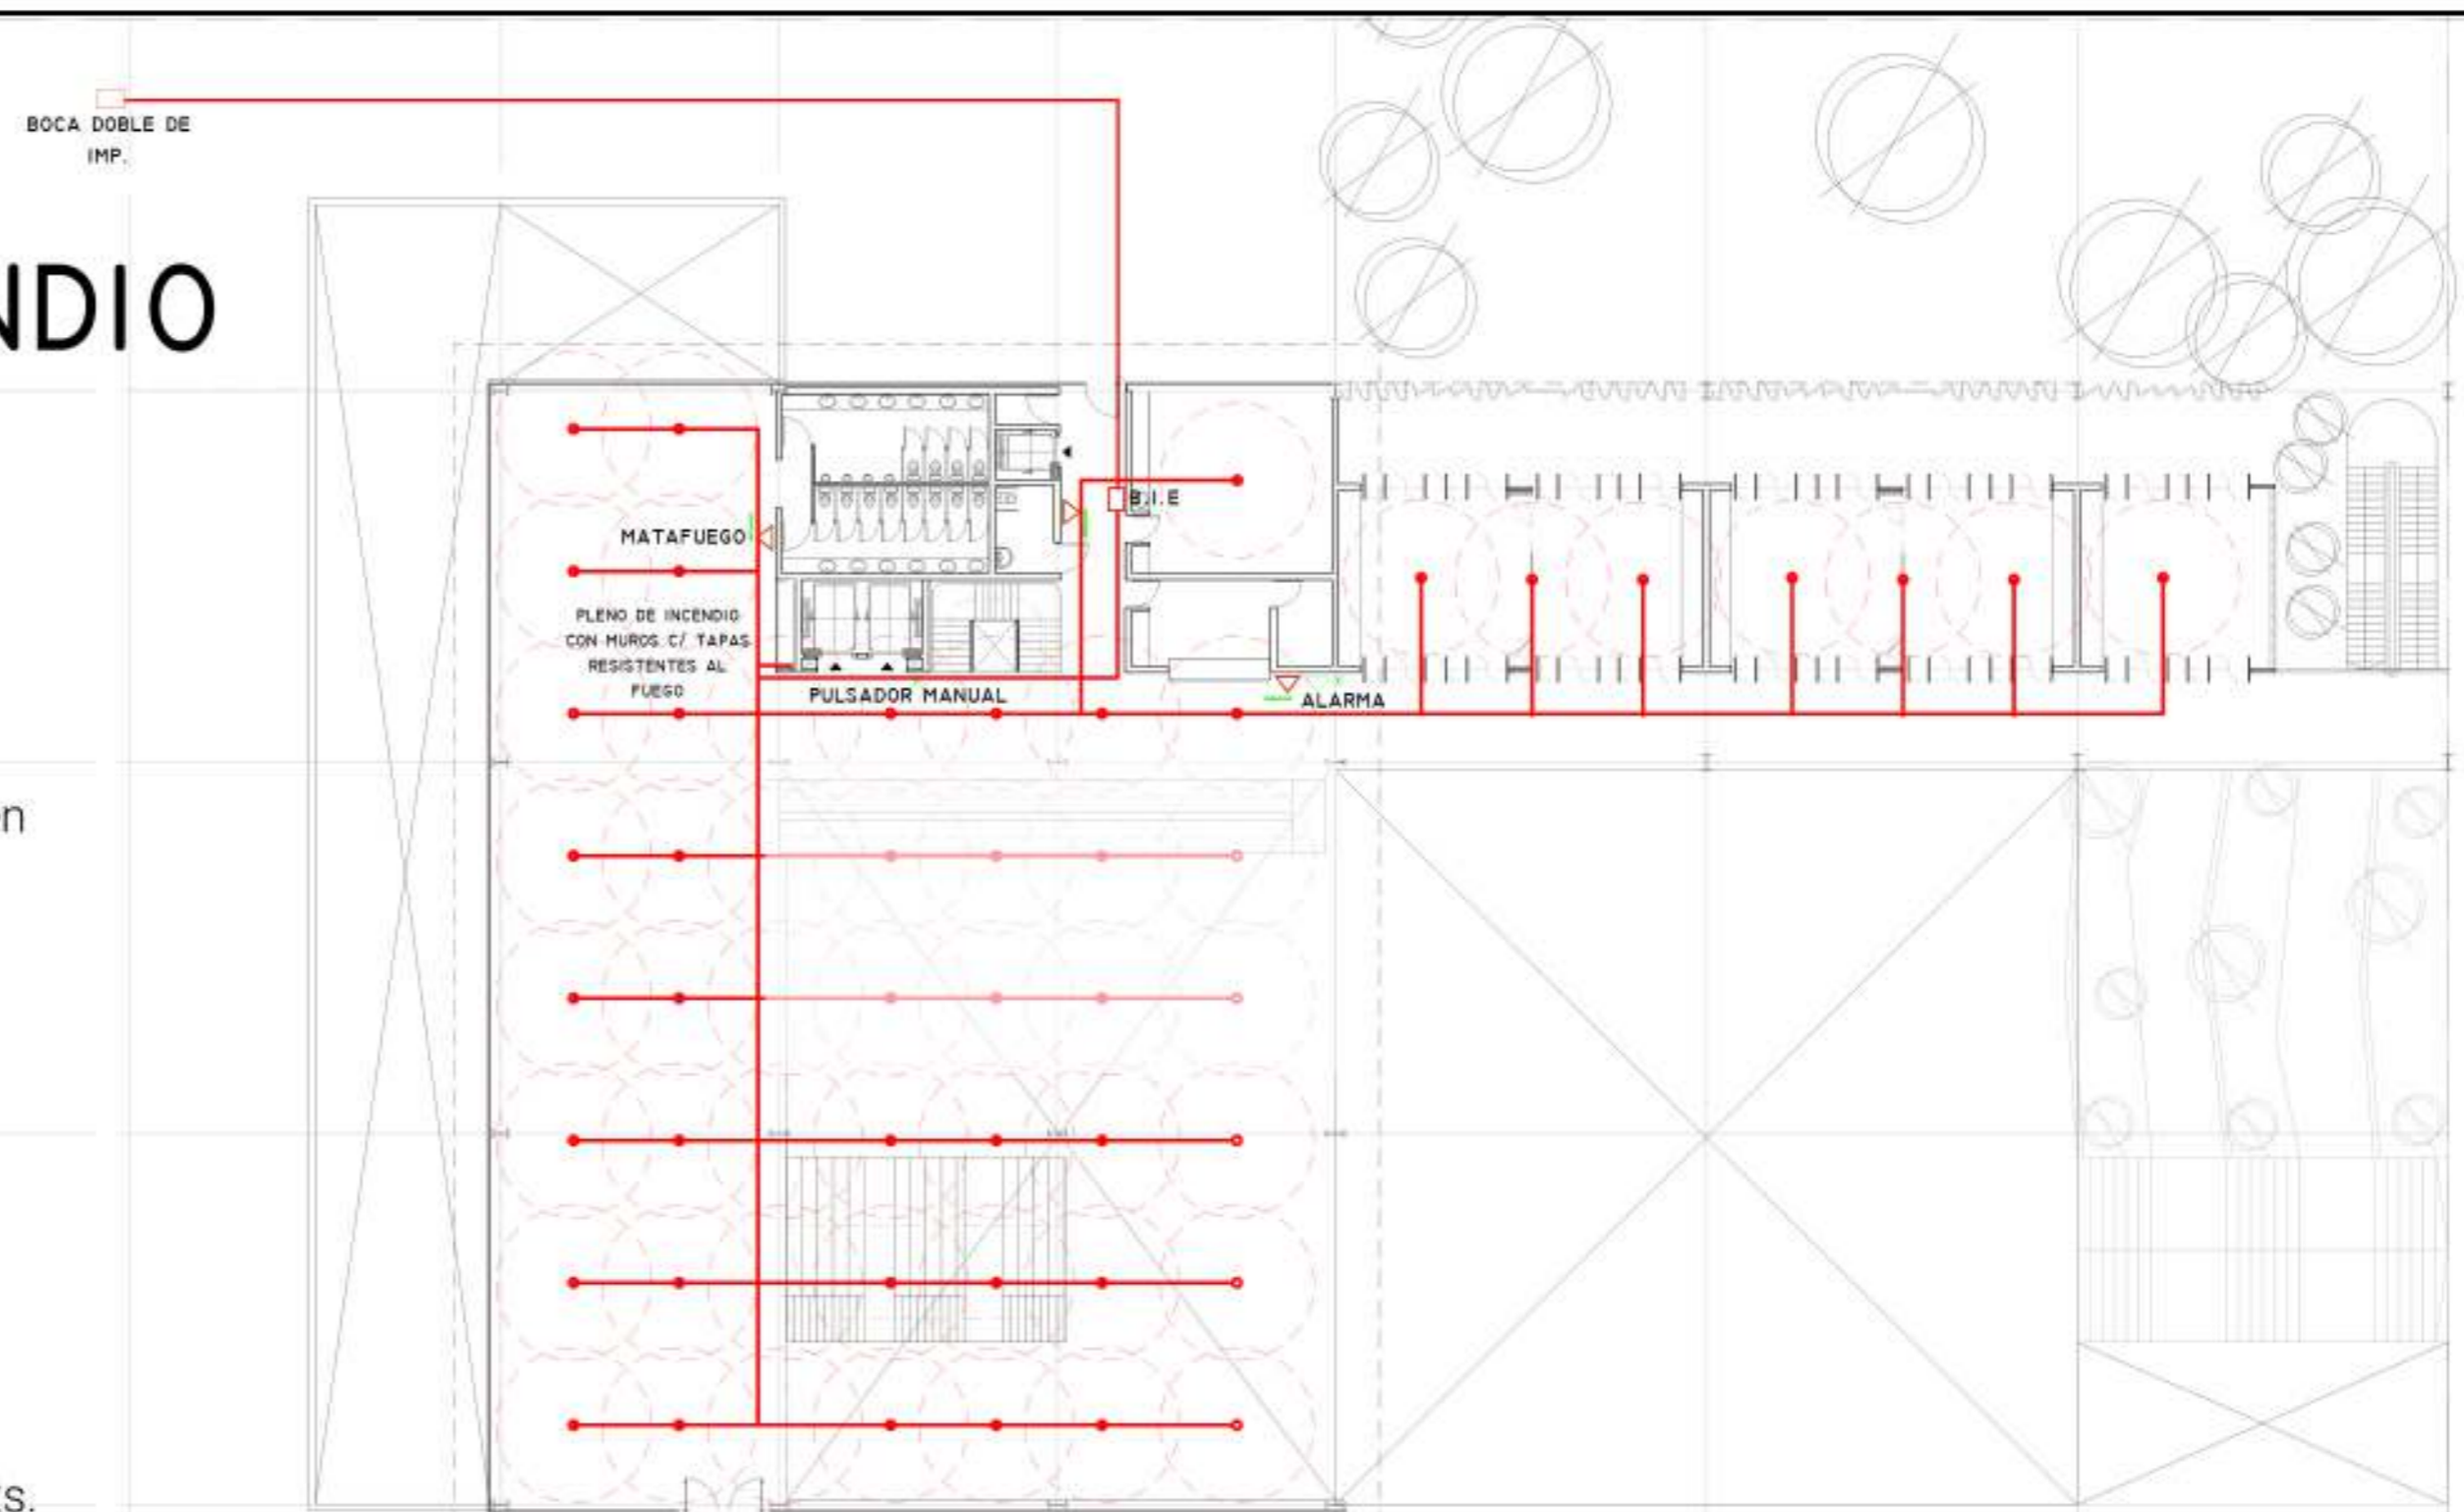 BOCA DOBLE DE
IMP.
NDIO
B.I.E
MATAFUEGO
PLENO DE INCENDIO
CON MUROS C/ TAPAS
RESISTENTES AL
FUEGO
PULSADOR MANUAL
ALARMA
n
s.